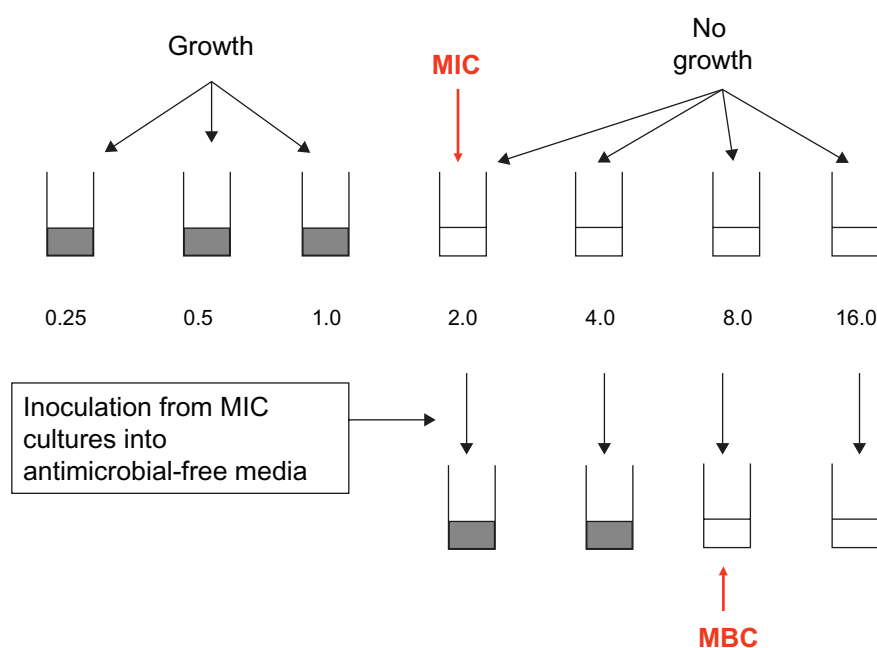 Growth
MIC
No
growth
0.25 0.5 1.0 2.0 4.0 8.0 16.0
Inoculation from MIC
cultures into
antimicrobial-free media
MBC